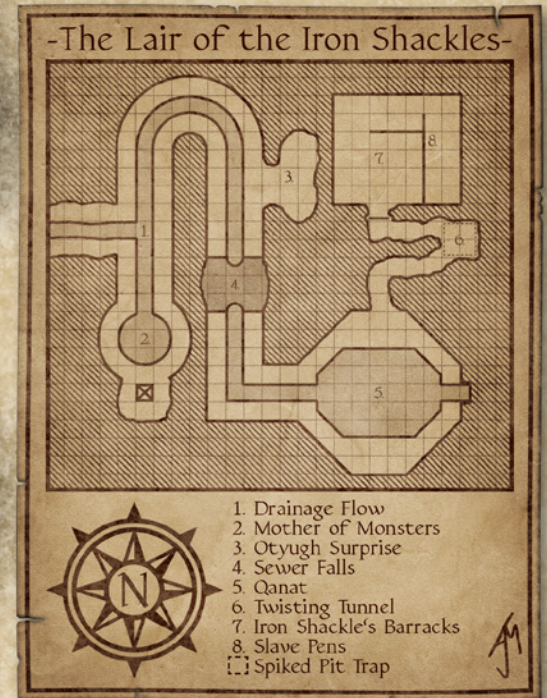 -The Lair of the Iron Shackles-
1.
2.
3.
4.
5.
6.
7.
8.
N
1. Drainage Flow
2. Mother of Monsters
3. Otyugh Surprise
4. Sewer Falls
5. Qanat
6. Twisting Tunnel
7. Iron Shackle's Barracks
8. Slave Pens
Spiked Pit Trap